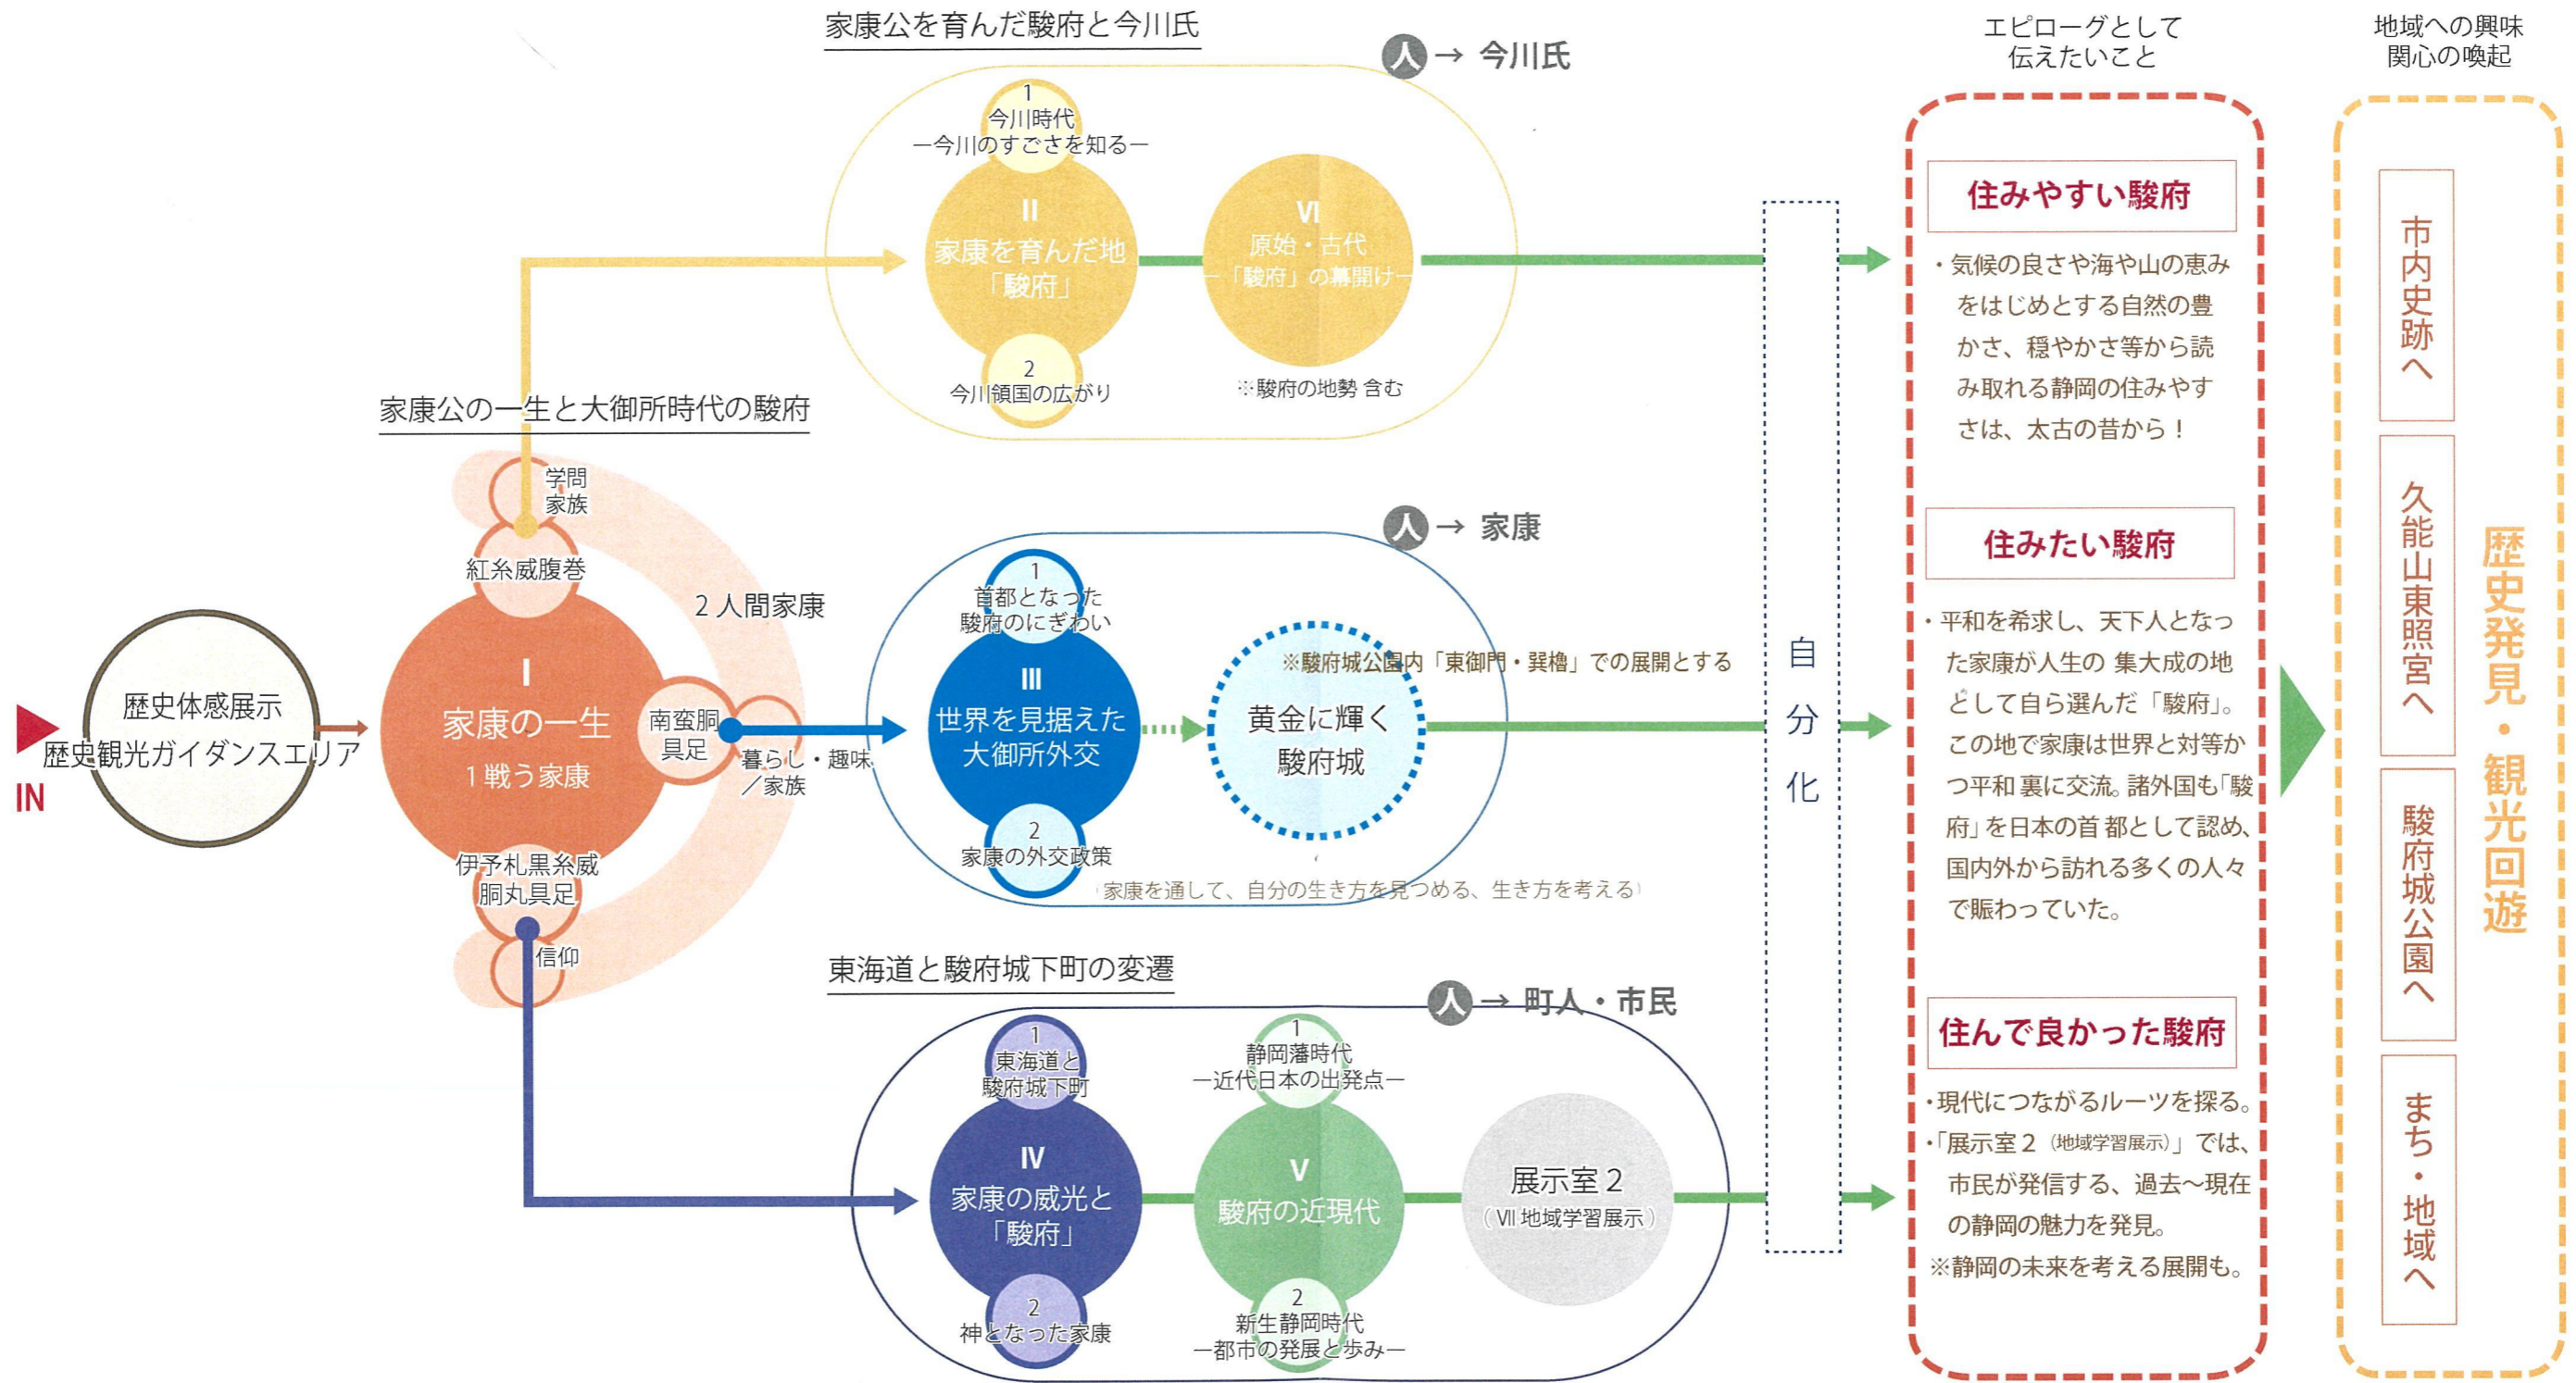 家康公を育んだ駿府と今川氏
人 → 今川氏
1
今川時代
ー今川のすごさを知るー
Ⅱ
家康を育んだ地
「駿府」
2
今川領国の広がり
Ⅵ
原始・古代
ー「駿府」の幕開けー
※駿府の地勢 含む
家康公の一生と大御所時代の駿府
IN
歴史体感展示
歴史観光ガイダンスエリア
学問
家族
紅糸威腹巻
Ⅰ
家康の一生
1 戦う家康
2 人間家康
南蛮胴
具足
暮らし・趣味
／家族
伊予札黒糸威
胴丸具足
信仰
人 → 家康
1
首都となった
駿府のにぎわい
Ⅲ
世界を見据えた
大御所外交
2
家康の外交政策
※駿府城公園内「東御門・巽櫓」での展開とする
黄金に輝く
駿府城
（家康を通して、自分の生き方を見つめる、生き方を考える）
東海道と駿府城下町の変遷
人 → 町人・市民
1
東海道と
駿府城下町
Ⅳ
家康の威光と
「駿府」
2
神となった家康
1
静岡藩時代
ー近代日本の出発点ー
Ⅴ
駿府の近現代
2
新生静岡時代
ー都市の発展と歩みー
展示室 2
（Ⅶ 地域学習展示）
自分化
エピローグとして
伝えたいこと
住みやすい駿府
・気候の良さや海や山の恵み
をはじめとする自然の豊
かさ、穏やかさ等から読
み取れる静岡の住みやす
さは、太古の昔から！
住みたい駿府
・平和を希求し、天下人となっ
た家康が人生の 集大成の地
として自ら選んだ「駿府」。
この地で家康は世界と対等か
つ平和 裏に交流。諸外国も「駿
府」を日本の首 都として認め、
国内外から訪れる多くの人々
で賑わっていた。
住んで良かった駿府
・現代につながるルーツを探る。
・「展示室 2（地域学習展示）」では、
市民が発信する、過去～現在
の静岡の魅力を発見。
※静岡の未来を考える展開も。
地域への興味
関心の喚起
市内史跡へ
久能山東照宮へ
駿府城公園へ
まち・地域へ
歴史発見・観光回遊